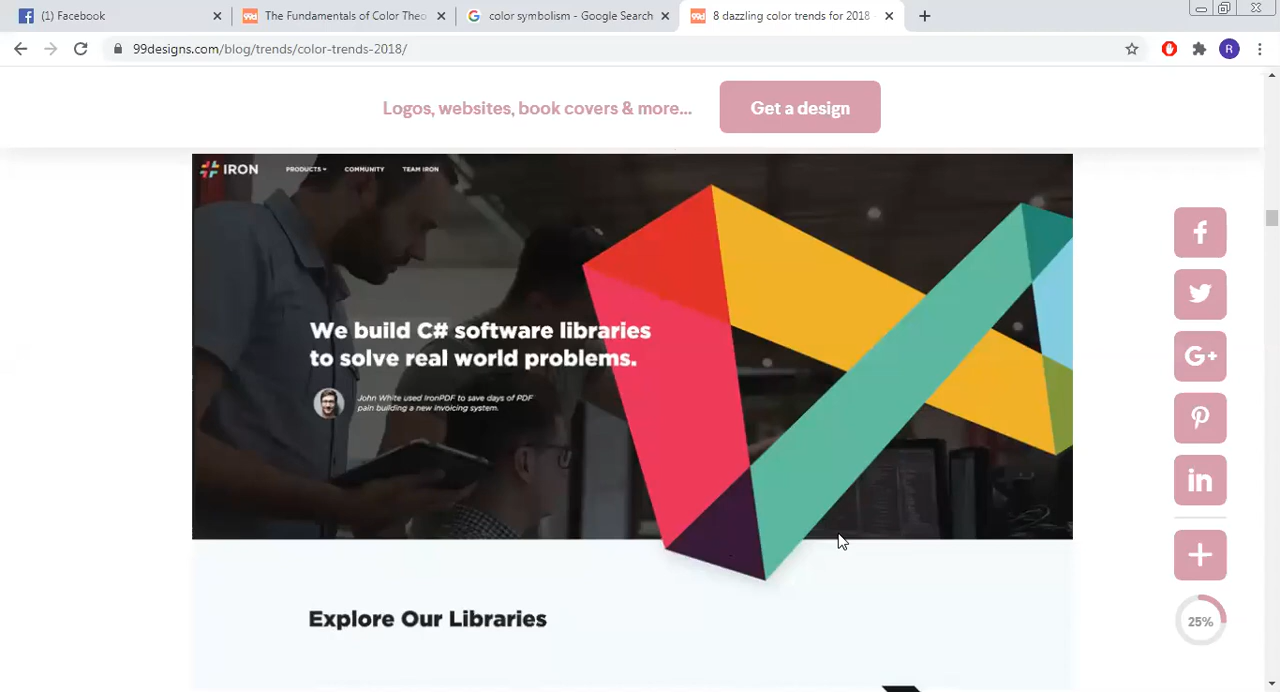 (1) Facebook
The Fundamentals of Color Theo
color symbolism - Google Search
8 dazzling color trends for 2018 -
99designs.com/blog/trends/color-trends-2018/
R
Logos, websites, book covers & more...
Get a design
IRON
PRODUCTS
COMMUNITY
TEAM IRON
We build C# software libraries
to solve real world problems.
John White used IronPDF to save days of PDF
pain building a new invoicing system.
Explore Our Libraries
25%